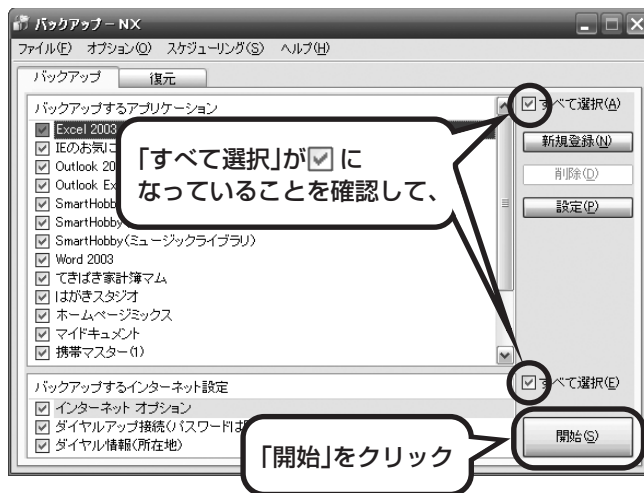 バックアップ－NX
ファイル(F) オプション(O) スケジューリング(S) ヘルプ(H)
バックアップ 復元
バックアップするアプリケーション
すべて選択(A)
Excel 2003
新規登録(N)
IEのお気に
Outlook 20
削除(D)
Outlook Ex
SmartHobb
設定(P)
SmartHobby
SmartHobby(ミュージックライブラリ)
Word 2003
てきぱき家計簿マム
はがきスタジオ
ホームページミックス
マイドキュメント
携帯マスター(1)
「すべて選択」が に
なっていることを確認して、
バックアップするインターネット設定
すべて選択(E)
インターネット オプション
ダイヤルアップ接続(パスワードは
ダイヤル情報(所在地)
開始(S)
「開始」をクリック